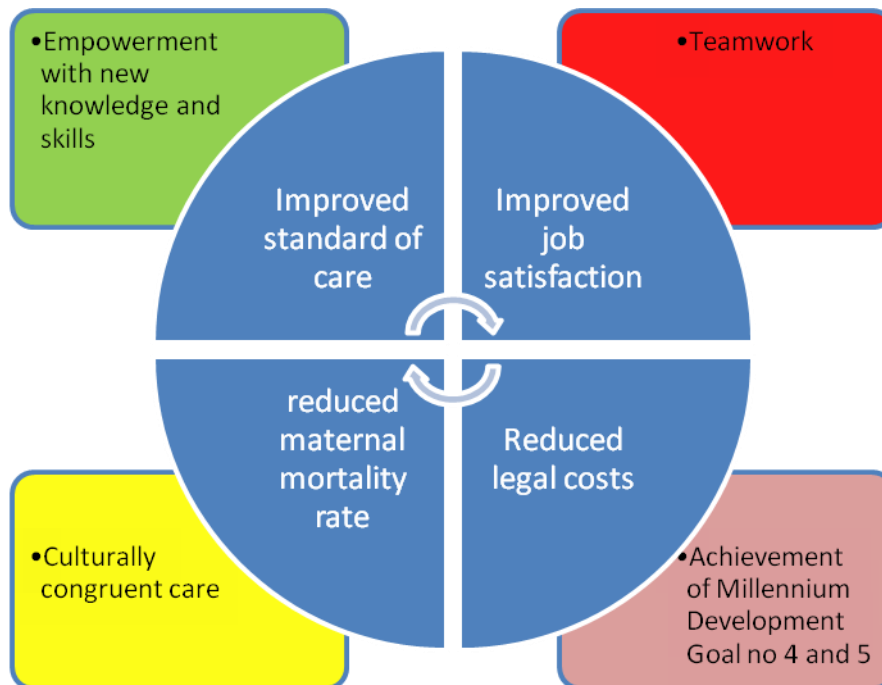 •Empowerment
with new
knowledge and
skills
•Teamwork
Improved
standard of
care
Improved
job
satisfaction
reduced
maternal
mortality
rate
Reduced
legal costs
•Culturally
congruent care
•Achievement
of Millennium
Development
Goal no 4 and 5